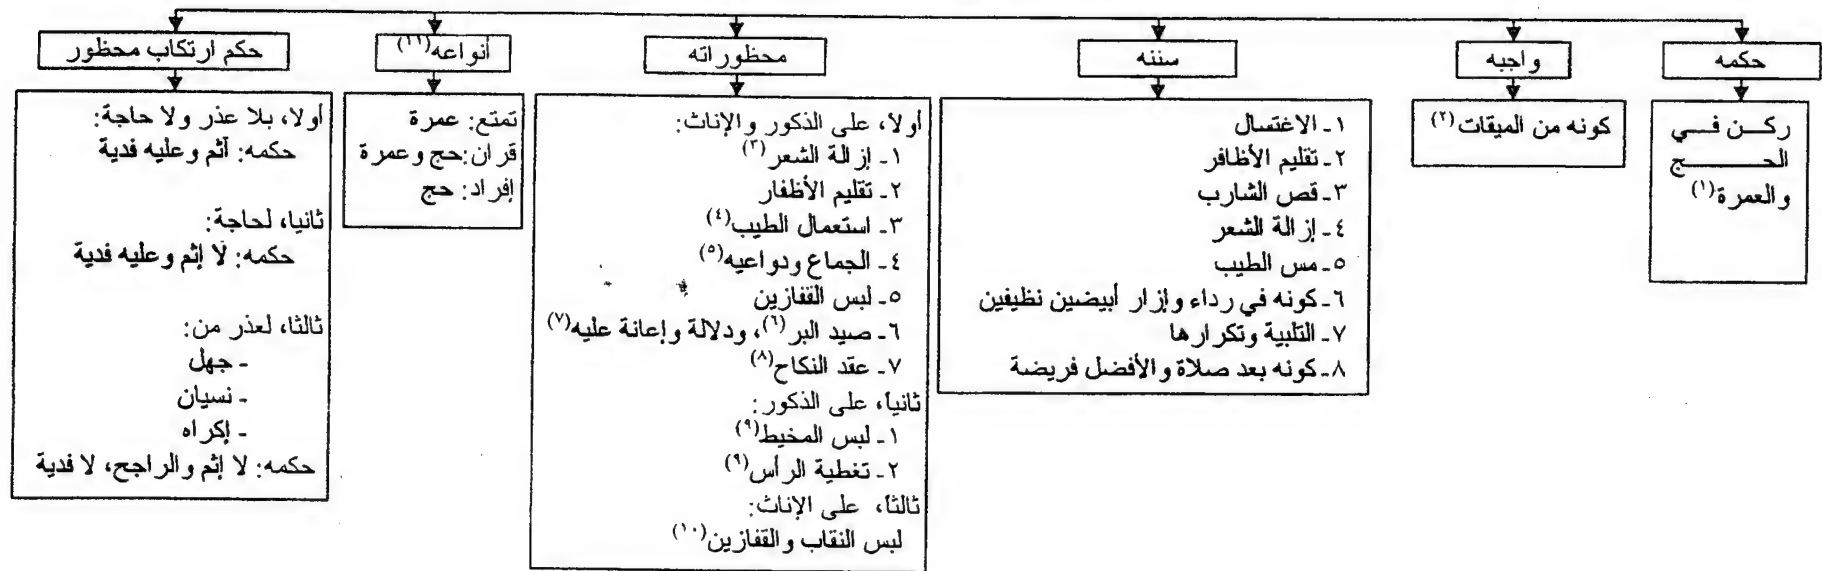 حكمه
ركن في
الحج
والعمرة(١)
واجبه
كونه من الميقات(٢)
سننه
١- الاغتسال
٢- تقليم الأظافر
٣- قص الشارب
٤- إزالة الشعر
٥- مس الطيب
٦- كونه في رداء وإزار أبيضين نظيفين
٧- التلبية وتكرارها
٨- كونه بعد صلاة والأفضل فريضة
محظوراته
أولا، على الذكور والإناث:
١- إزالة الشعر(٣)
٢- تقليم الأظفار
٣- استعمال الطيب(٤)
٤- الجماع ودواعيه(٥)
٥- لبس القفازين
٦- صيد البر(٦)، ودلالة وإعانة عليه(٧)
٧- عقد النكاح(٨)
ثانيا، على الذكور:
١- لبس المخيط(٩)
٢- تغطية الرأس(٩)
ثالثا، على الإناث:
لبس النقاب والقفازين(١٠)
أنواعه(١١)
تمتع: عمرة
قران: حج وعمرة
إفراد: حج
حكم ارتكاب محظور
أولا، بلا عذر ولا حاجة:
حكمه: آثم وعليه فدية
ثانيا، لحاجة:
حكمه: لا إثم وعليه فدية
ثالثا، لعذر من:
- جهل
- نسيان
- إكراه
حكمه: لا إثم والراجح، لا فدية